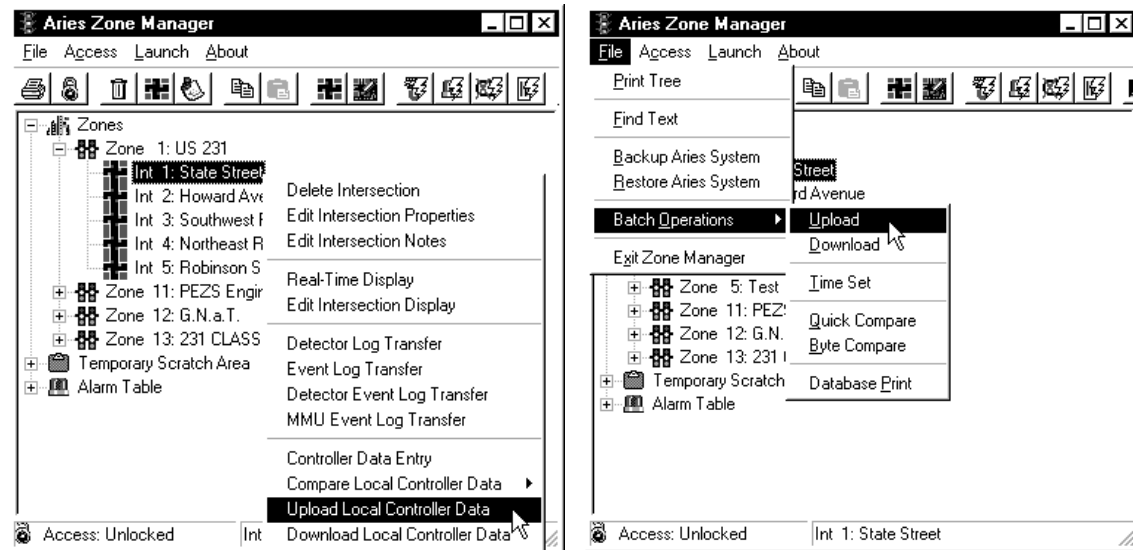 Aries Zone Manager
File Access Launch About
Zones
Zone 1: US 231
Int 1: State Street
Int 2: Howard Ave
Int 3: Southwest
Int 4: Northeast R
Int 5: Robinson S
Zone 11: PEZS Engir
Zone 12: G.N.a.T.
Zone 13: 231 CLASS
Temporary Scratch Area
Alarm Table
Delete Intersection
Edit Intersection Properties
Edit Intersection Notes
Real-Time Display
Edit Intersection Display
Detector Log Transfer
Event Log Transfer
Detector Event Log Transfer
MMU Event Log Transfer
Controller Data Entry
Compare Local Controller Data
Upload Local Controller Data
Download Local Controller Data
Access: Unlocked
Int
Aries Zone Manager
File Access Launch About
Print Tree
Find Text
Backup Aries System
Restore Aries System
Batch Operations
Exit Zone Manager
Street
rd Avenue
Upload
Download
Time Set
Quick Compare
Byte Compare
Database Print
Zone 5: Test
Zone 11: PEZ
Zone 12: G.N.
Zone 13: 231
Temporary Scratch
Alarm Table
Access: Unlocked
Int 1: State Street